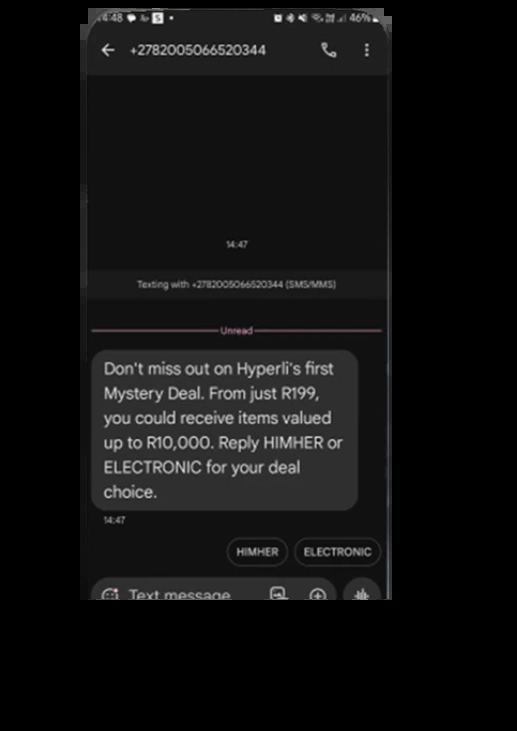 14:48 S 46%
+2782005066520344
14:47
Texting with +2782005066520344 (SMS/MMS)
Unread
Don't miss out on Hyperli's first
Mystery Deal. From just R199,
you could receive items valued
up to R10,000. Reply HIMHER or
ELECTRONIC for your deal
choice.
14:47
HIMHER ELECTRONIC
Text message